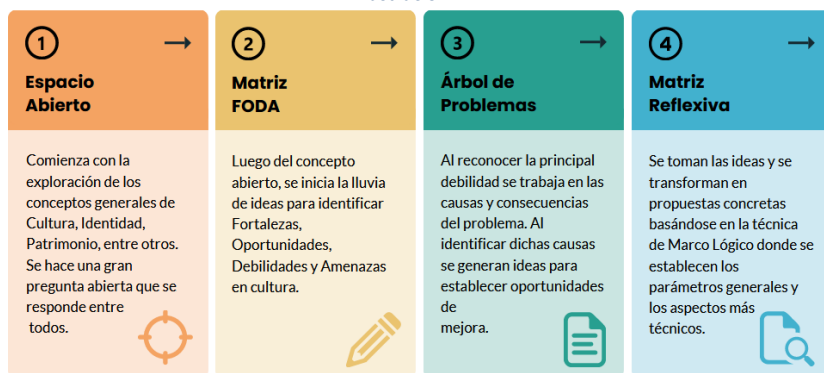 1
Espacio
Abierto
Comienza con la
exploración de los
conceptos generales de
Cultura, Identidad,
Patrimonio, entre otros.
Se hace una gran
pregunta abierta que se
responde entre
todos.
2
Matriz
FODA
Luego del concepto
abierto, se inicia la lluvia
de ideas para identificar
Fortalezas,
Oportunidades,
Debilidades y Amenazas
en cultura.
3
Árbol de
Problemas
Al reconocer la principal
debilidad se trabaja en las
causas y consecuencias
del problema. Al
identificar dichas causas
se generan ideas para
establecer oportunidades
de
mejora.
4
Matriz
Reflexiva
Se toman las ideas y se
transforman en
propuestas concretas
basándose en la técnica
de Marco Lógico donde se
establecen los
parámetros generales y
los aspectos más
técnicos.